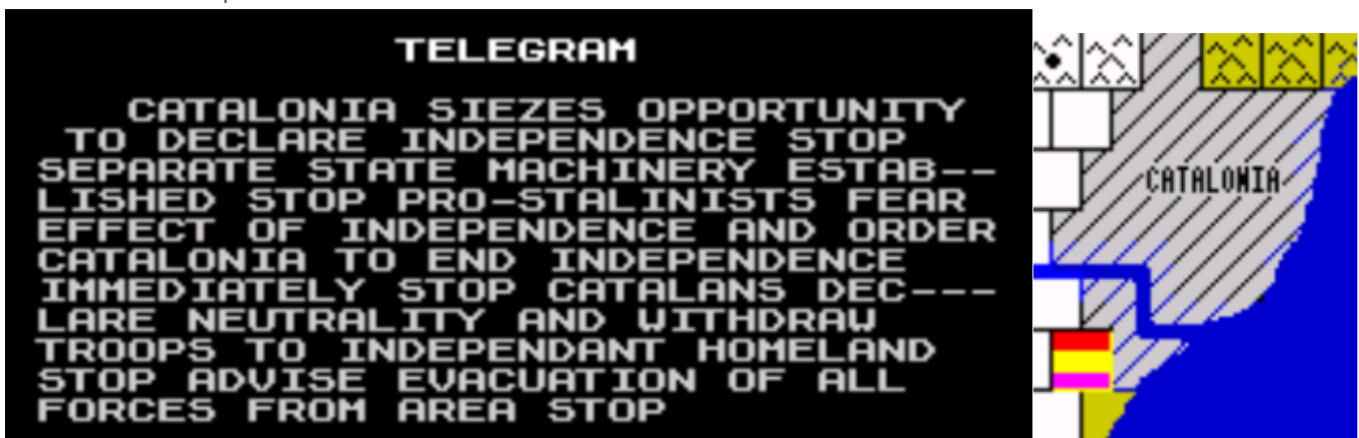 TELEGRAM
CATALONIA SIEZES OPPORTUNITY
TO DECLARE INDEPENDENCE STOP
SEPARATE STATE MACHINERY ESTAB--
LISHED STOP PRO-STALINISTS FEAR
EFFECT OF INDEPENDENCE AND ORDER
CATALONIA TO END INDEPENDENCE
IMMEDIATELY STOP CATALANS DEC---
LARE NEUTRALITY AND WITHDRAW
TROOPS TO INDEPENDANT HOMELAND
STOP ADVISE EVACUATION OF ALL
FORCES FROM AREA STOP
CATALONIA